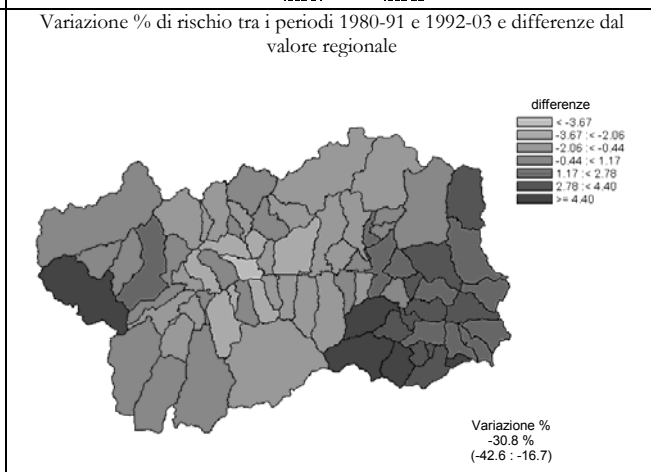 Variazione % di rischio tra i periodi 1980-91 e 1992-03 e differenze dal
valore regionale
differenze
< -3.67
-3.67 :< -2.06
-2.06 :< -0.44
-0.44 :< 1.17
1.17 :< 2.78
2.78 :< 4.40
>= 4.40
Variazione %
-30.8 %
(-42.6 : -16.7)